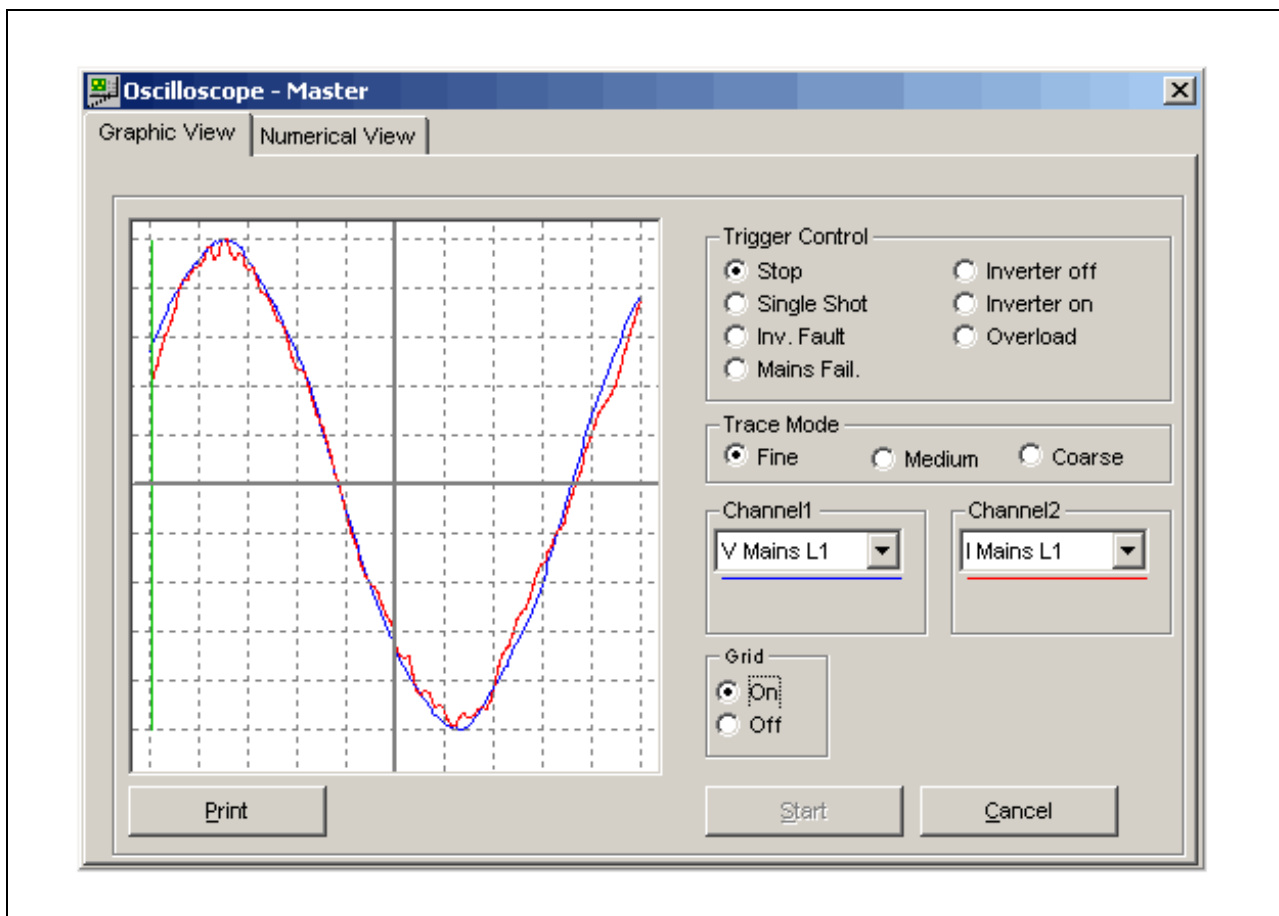 Oscilloscope - Master
Graphic View
Numerical View
Trigger Control
Stop
Inverter off
Single Shot
Inverter on
Inv. Fault
Overload
Mains Fail.
Trace Mode
Fine
Medium
Coarse
Channel1
Channel2
V Mains L1
I Mains L1
Grid
On
Off
Print
Start
Cancel